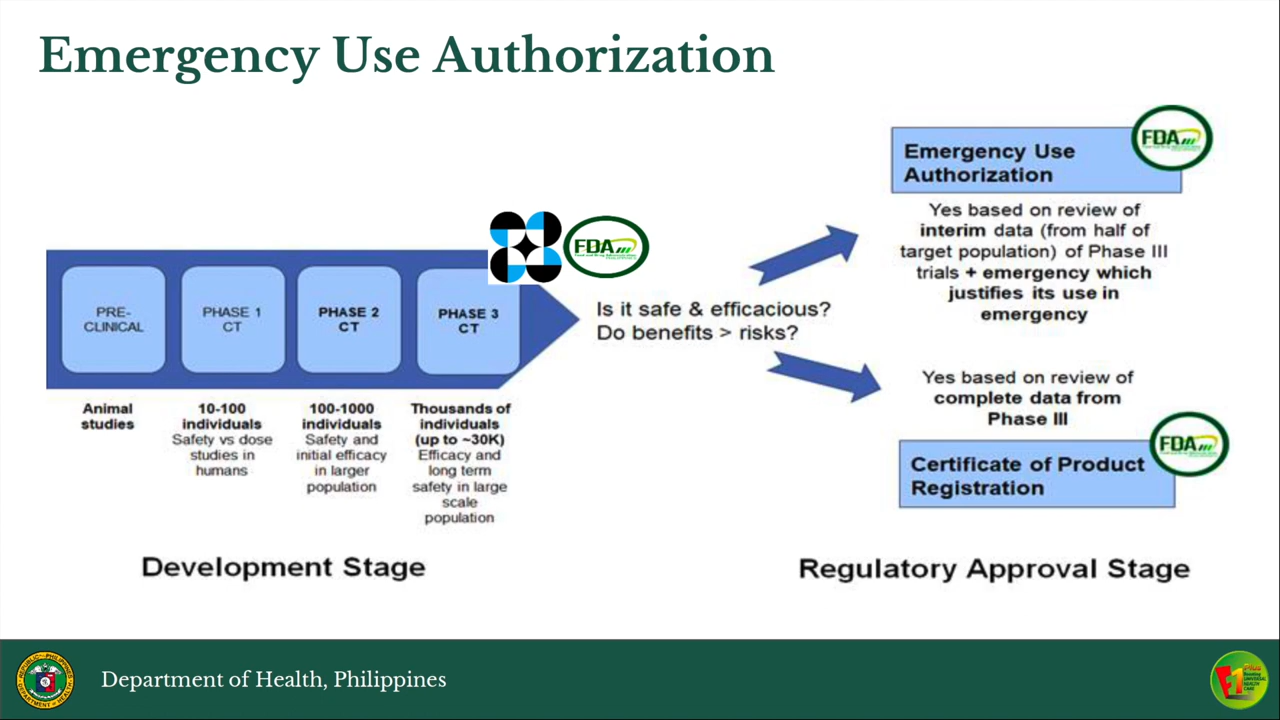 Emergency Use Authorization
PRE-
CLINICAL
PHASE 1
CT
PHASE 2
CT
PHASE 3
CT
FDA
Animal
studies
10-100
individuals
Safety vs dose
studies in
humans
100-1000
individuals
Safety and
initial efficacy
in larger
population
Thousands of
individuals
(up to ~30K)
Efficacy and
long term
safety in large
scale
population
Development Stage
Is it safe & efficacious?
Do benefits > risks?
Emergency Use
Authorization
FDA
Yes based on review of
interim data (from half of
target population) of Phase III
trials + emergency which
justifies its use in
emergency
Yes based on review of
complete data from
Phase III
FDA
Certificate of Product
Registration
Regulatory Approval Stage
Department of Health, Philippines
F1
Plus